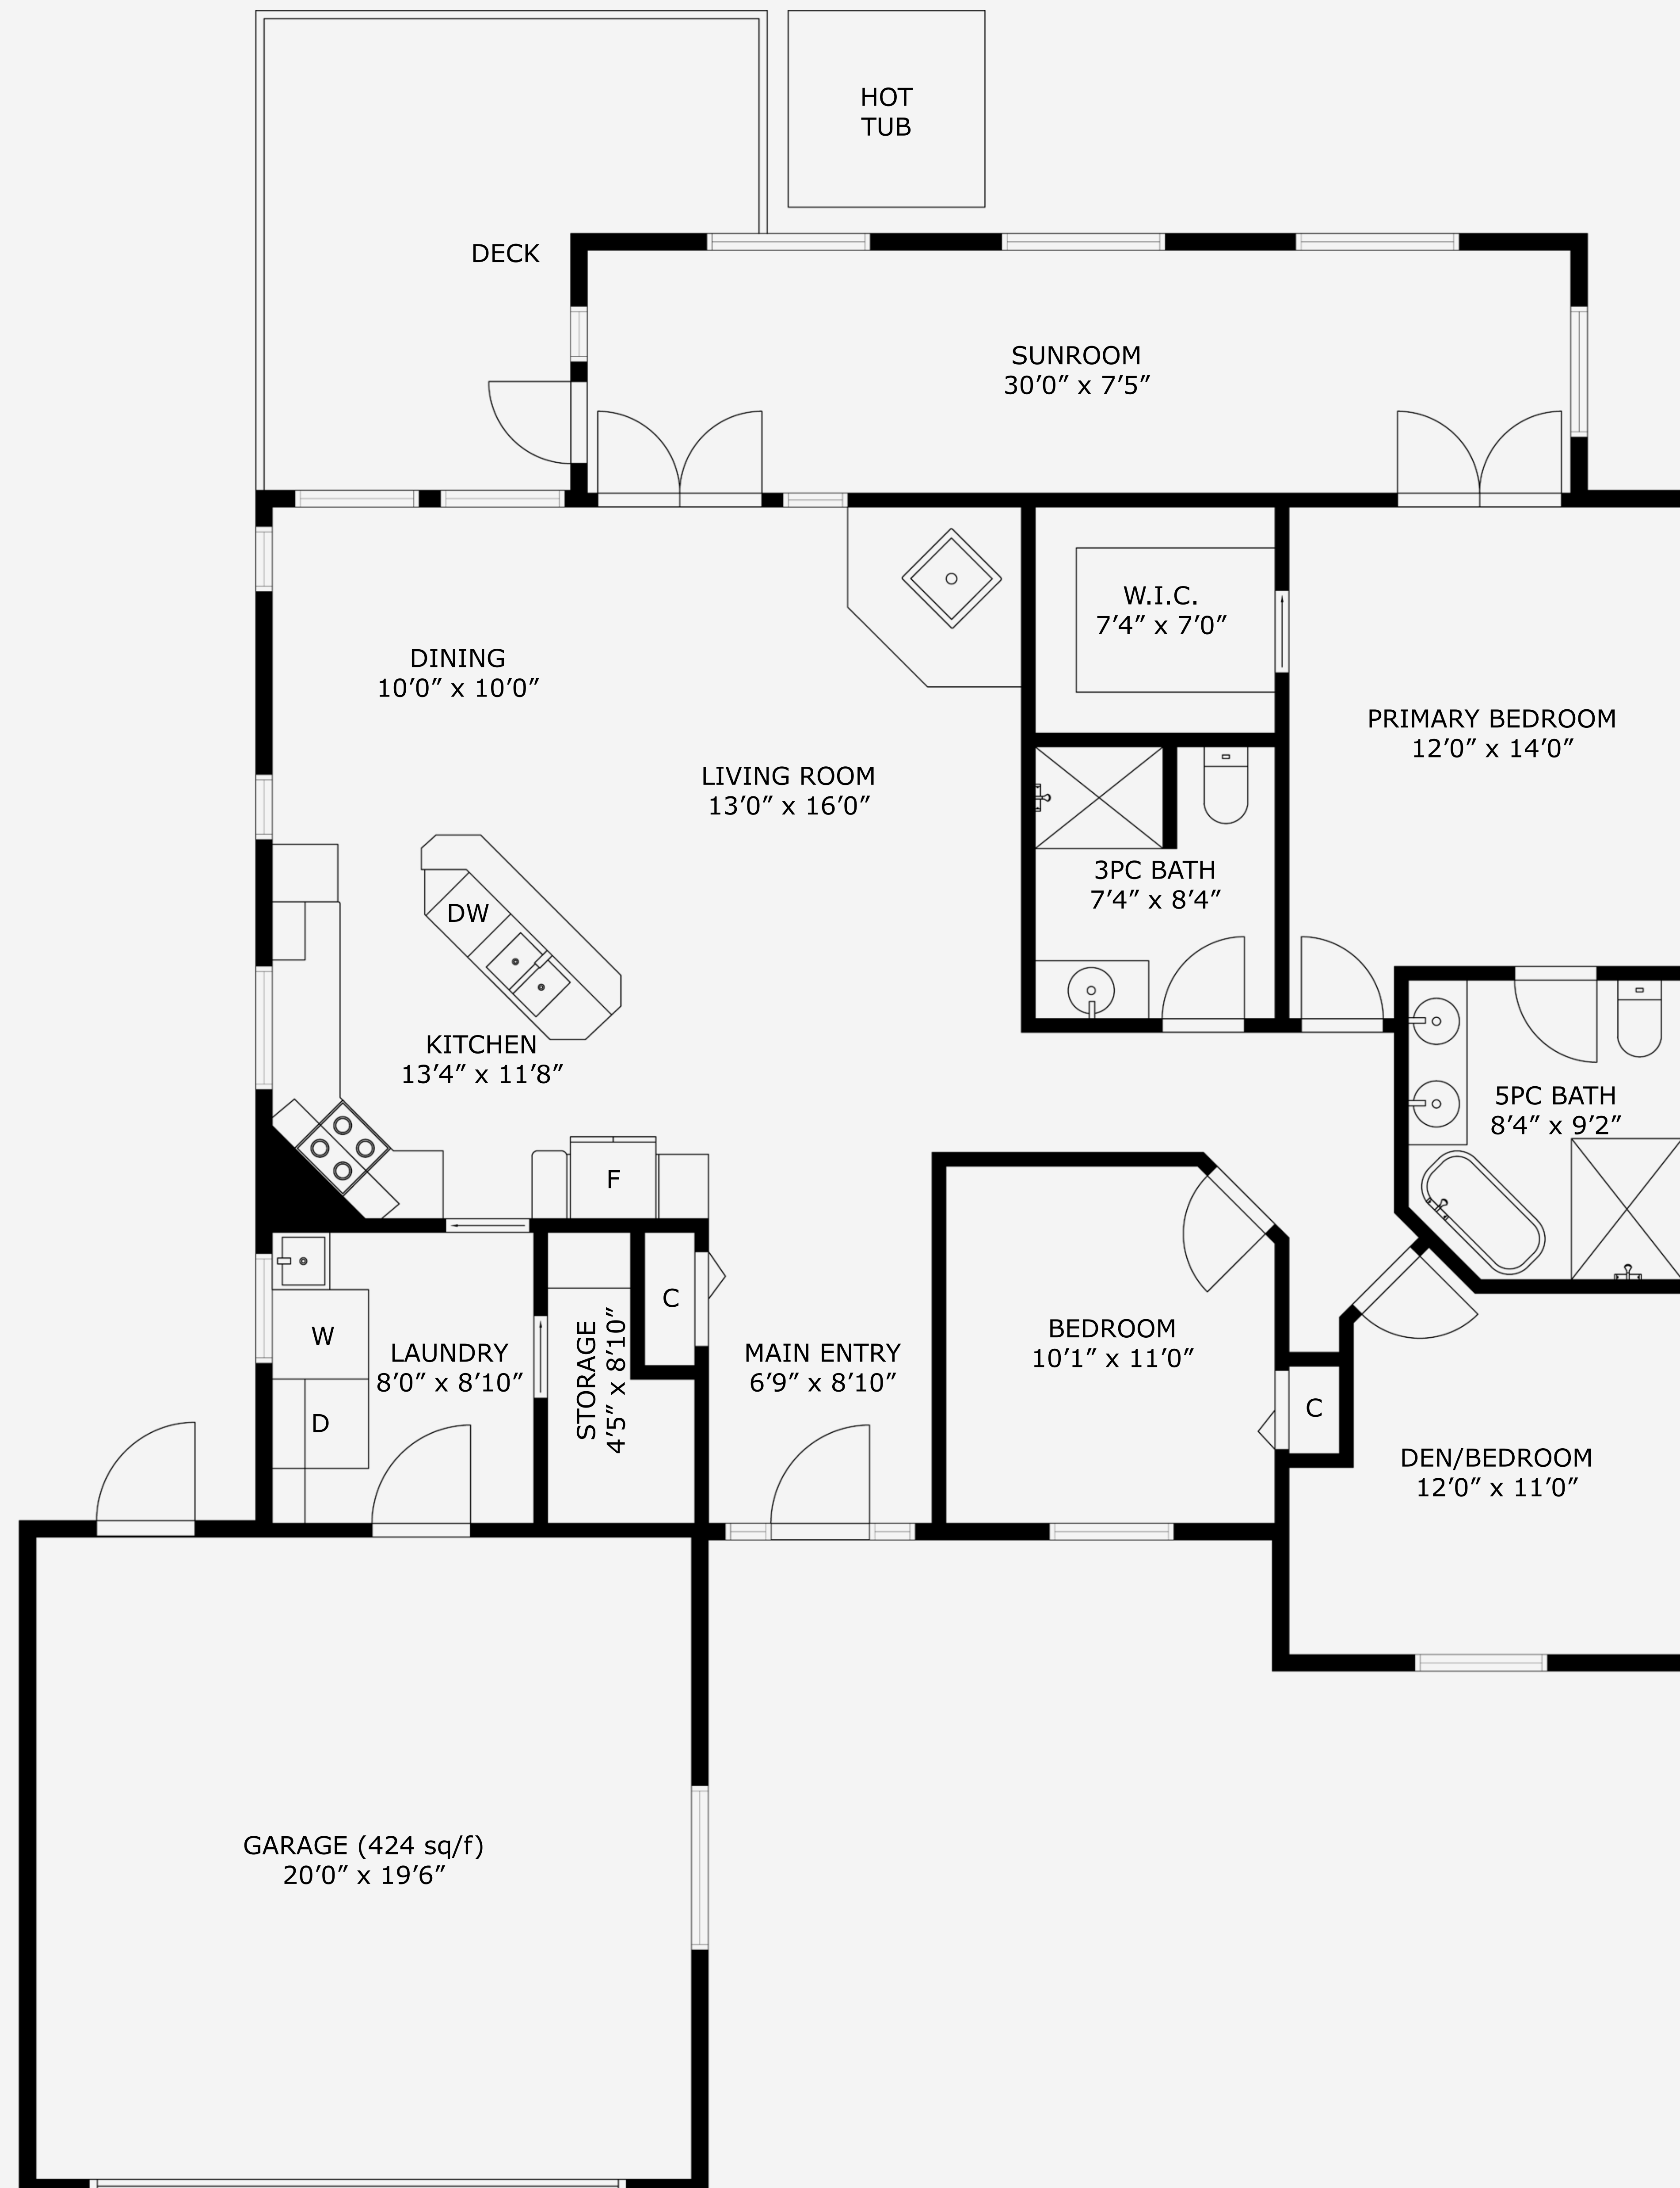 HOT
TUB
DECK
SUNROOM
30’0” x 7’5”
W.I.C.
7’4” x 7’0”
DINING
10’0” x 10’0”
PRIMARY BEDROOM
12’0” x 14’0”
LIVING ROOM
13’0” x 16’0”
3PC BATH
7’4” x 8’4”
DW
KITCHEN
13’4” x 11’8”
5PC BATH
8’4” x 9’2”
F
C
W
LAUNDRY
8’0” x 8’10”
STORAGE
4’5” x 8’10”
MAIN ENTRY
6’9” x 8’10”
BEDROOM
10’1” x 11’0”
D
C
DEN/BEDROOM
12’0” x 11’0”
GARAGE (424 sq/f)
20’0” x 19’6”